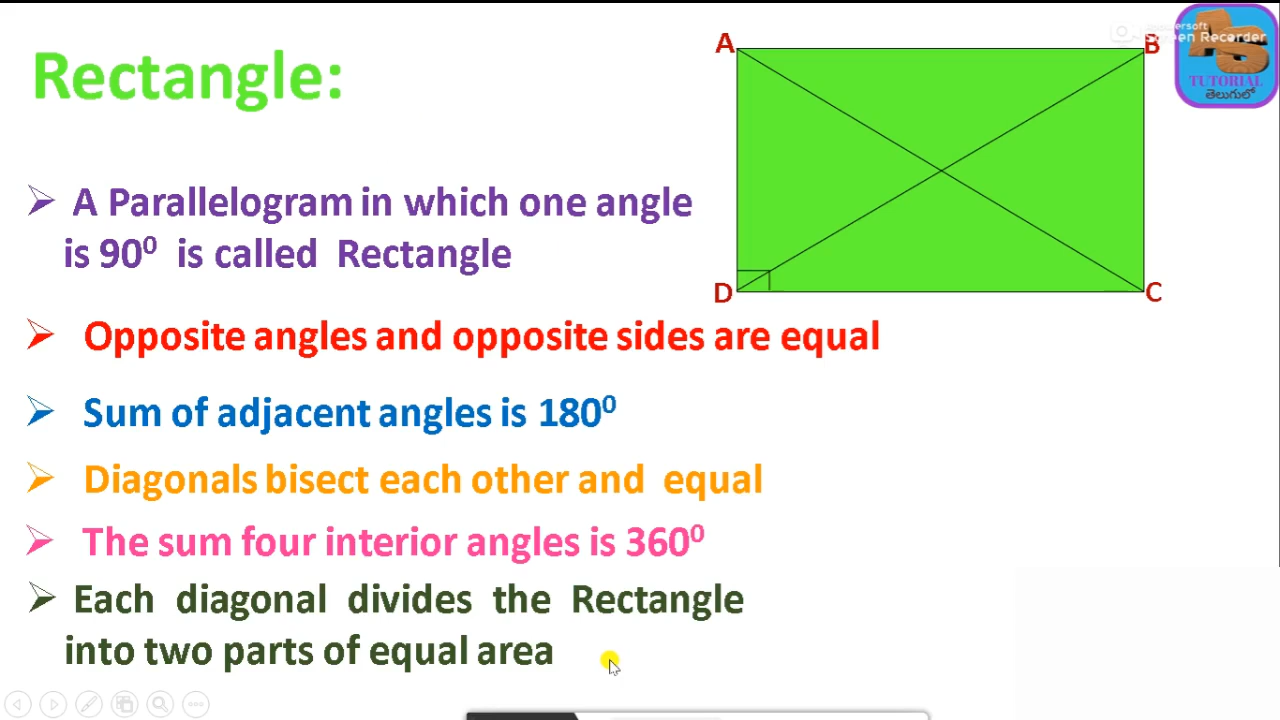 Rectangle:
A
B
Screen Recorder
TUTORIAL
తెలుగులో
➢ A Parallelogram in which one angle
is 90⁰ is called Rectangle
D
C
➢ Opposite angles and opposite sides are equal
➢ Sum of adjacent angles is 180⁰
➢ Diagonals bisect each other and equal
➢ The sum four interior angles is 360⁰
➢ Each diagonal divides the Rectangle
into two parts of equal area